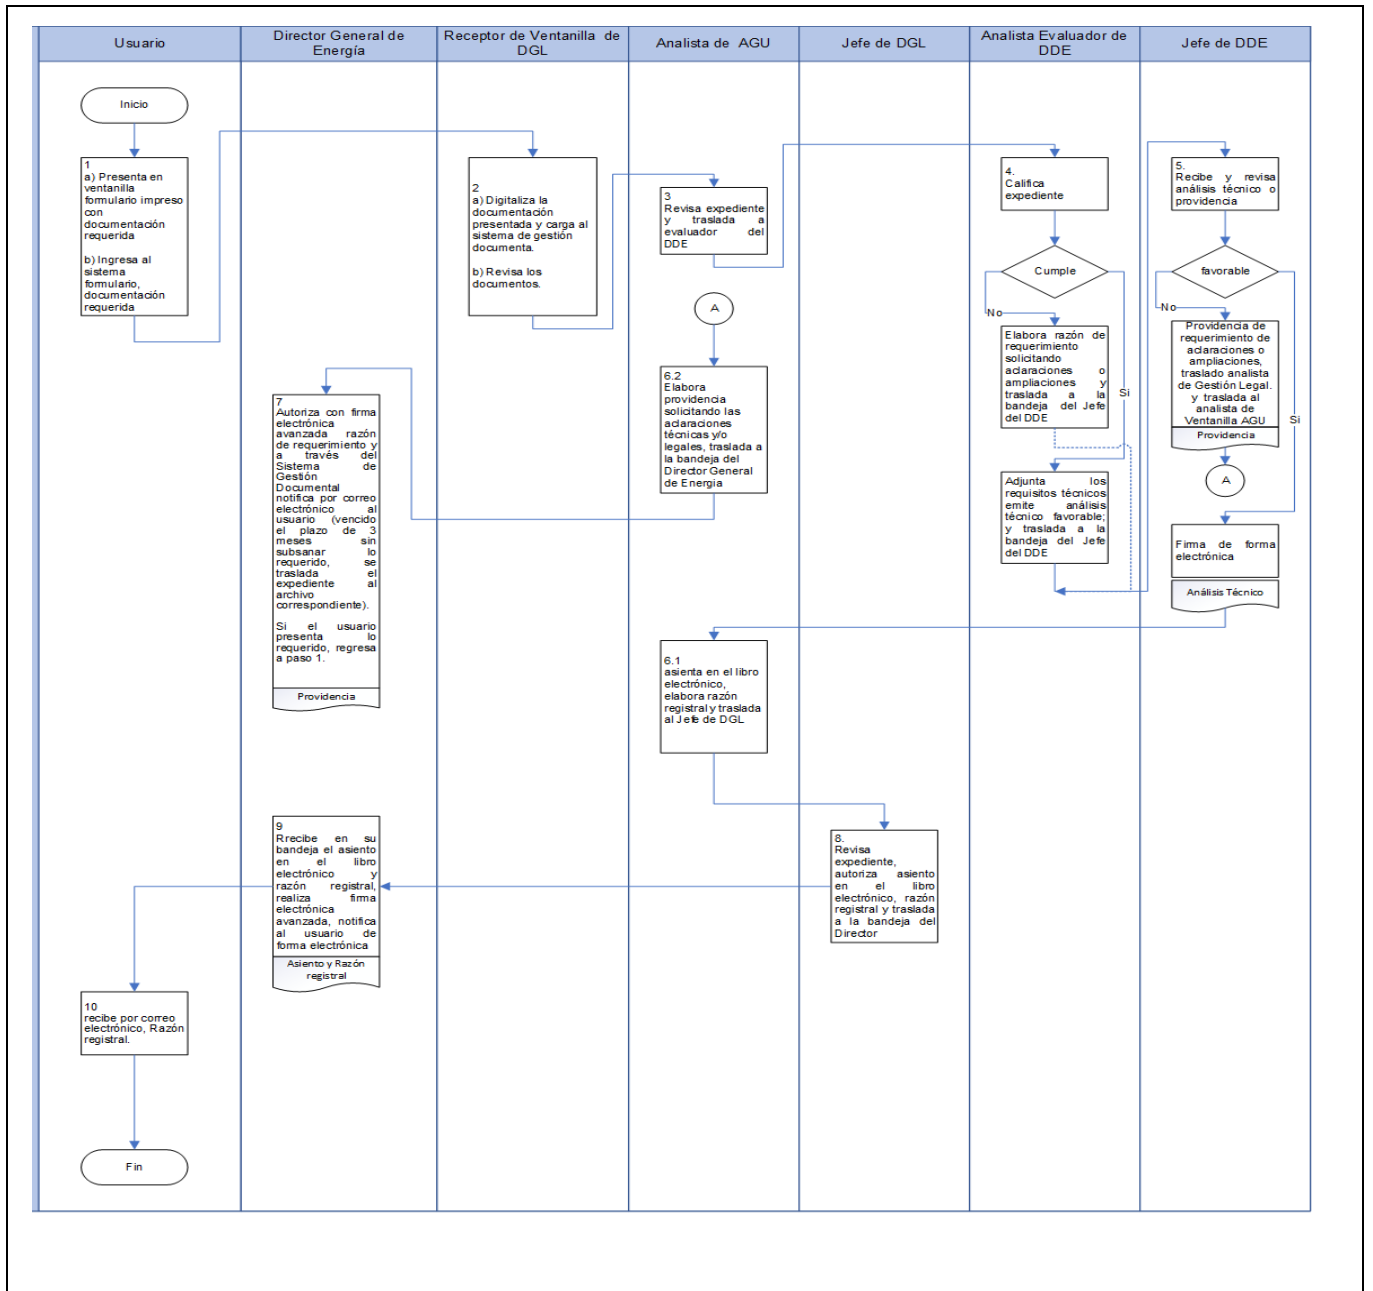 Usuario
Director General de
Energía
Receptor de Ventanilla de
DGL
Analista de AGU
Jefe de DGL
Analista Evaluador de
DDE
Jefe de DDE
Inicio
1
a) Presenta en
ventanilla
formulario impreso
con
documentación
requerida
b) Ingresa al
sistema
formulario,
documentación
requerida
2
a) Digitaliza la
documentación
presentada y carga al
sistema de gestión
documenta.
b) Revisa los
documentos.
3
Revisa expediente
y traslada a
evaluador del
DDE
4.
Califica
expediente
5.
Recibe y revisa
análisis técnico o
providencia
Cumple
favorable
No
No
Si
Si
A
Elabora razón de
requerimiento
solicitando
aclaraciones o
ampliaciones y
traslada a la
bandeja del Jefe
del DDE
Providencia de
requerimiento de
aclaraciones o
ampliaciones,
traslado analista
de Gestión Legal.
y traslada al
analista de
Ventanilla AGU
Providencia
A
6.2
Elabora
providencia
solicitando las
aclaraciones
técnicas y/o
legales, traslada a
la bandeja del
Director General
de Energia
7
Autoriza con firma
electrónica
avanzada razón
de requerimiento y
a través del
Sistema de
Gestión
Documental
notifica por correo
electrónico al
usuario (vencido
el plazo de 3
meses sin
subsanar lo
requerido, se
traslada el
expediente al
archivo
correspondiente).
Si el usuario
presenta lo
requerido, regresa
a paso 1.
Providencia
Adjunta los
requisitos técnicos
emite análisis
técnico favorable;
y traslada a la
bandeja del Jefe
del DDE
Firma de forma
electrónica
Análisis Técnico
6.1
asienta en el libro
electrónico,
elabora razón
registral y traslada
al Jefe de DGL
8.
Revisa
expediente,
autoriza asiento
en el libro
electrónico, razón
registral y traslada
a la bandeja del
Director
9
Rrecibe en su
bandeja el asiento
en el libro
electrónico y
razón registral,
realiza firma
electrónica
avanzada, notifica
al usuario de
forma electrónica
Asiento y Razón
registral
10
recibe por correo
electrónico, Razón
registral.
Fin